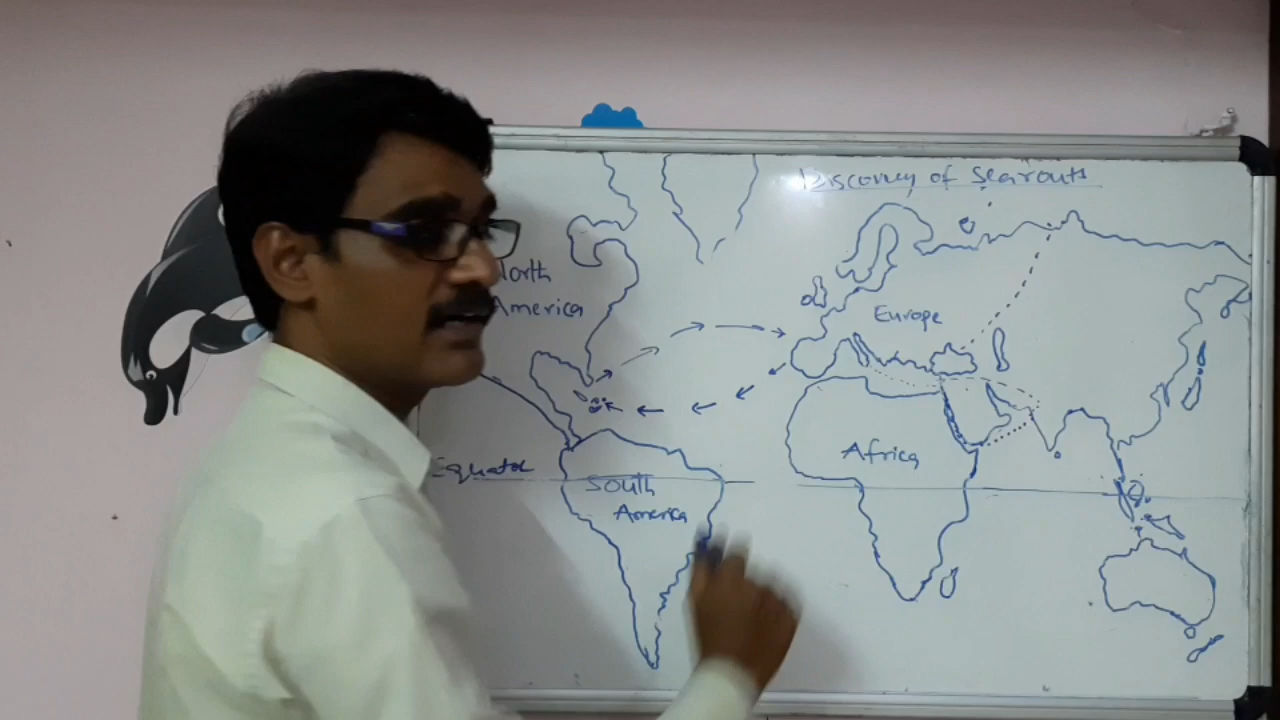 Discovery of Searouts
North
America
Europe
Africa
Equator
South
America